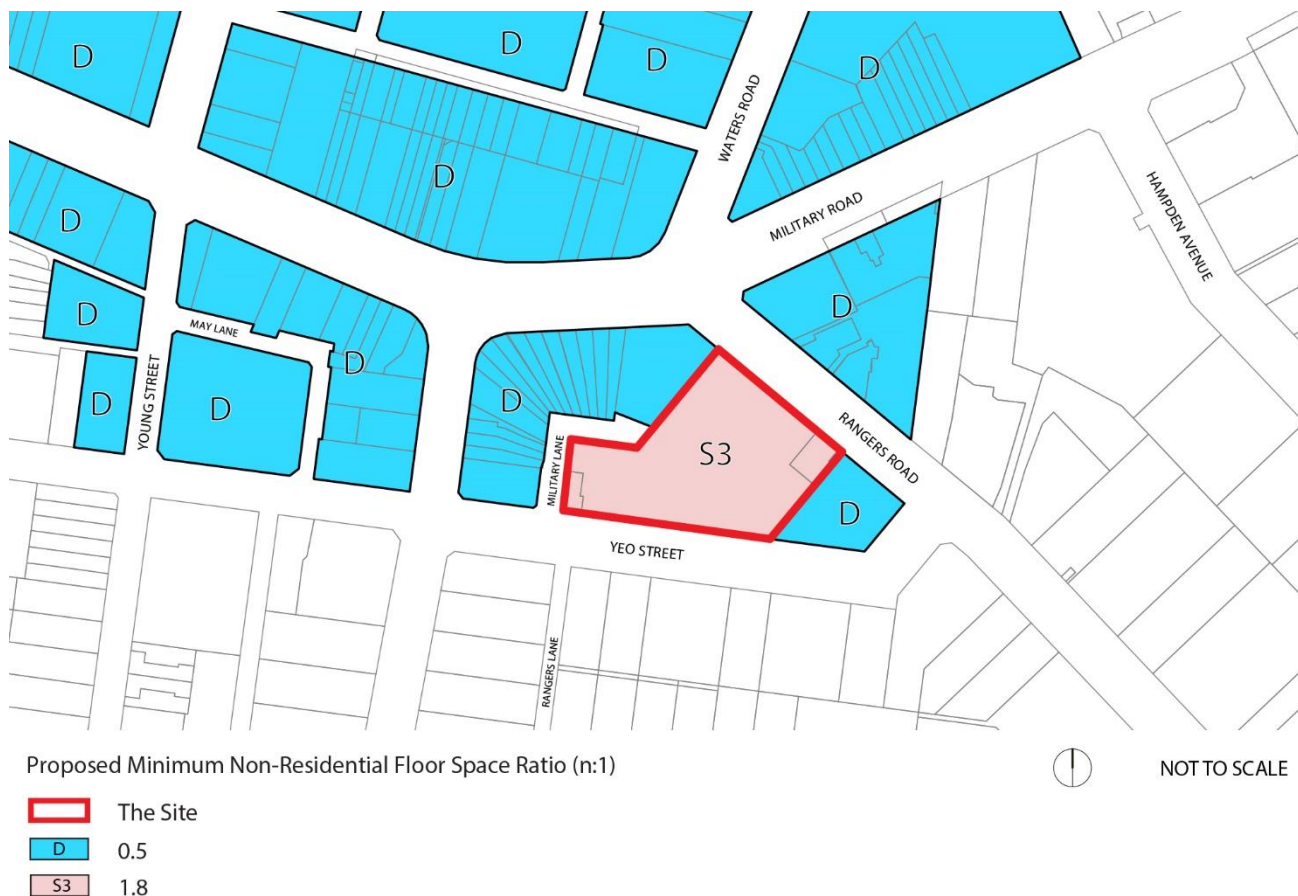 D
D
D
D
WATERS ROAD
D
MILITARY ROAD
HAMPDEN AVENUE
D
D
D
MAY LANE
D
D
D
YOUNG STREET
D
D
MILITARY LANE
S3
RANGERS ROAD
D
YEO STREET
RANGERS LANE
Proposed Minimum Non-Residential Floor Space Ratio (n:1)
NOT TO SCALE
The Site
D 0.5
S3 1.8